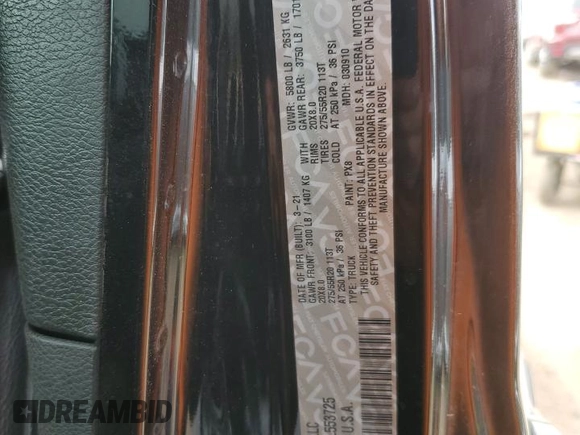 LLC
553725
U.S.A.
DATE OF MFR (BUILT): 3-21 GVWR: 5800 LB / 2631 KG
GAWR FRONT: 3100 LB / 1407 KG WITH GAWR REAR: 3750 LB / 1701
20X8.0 RIMS 20X8.0
275/55R20 113T TIRES 275/55R20 113T
AT 250 kPa / 36 PSI COLD AT 250 kPa / 36 PSI
TYPE: TRUCK PAINT: PX8 MDH: 030910
THIS VEHICLE CONFORMS TO ALL APPLICABLE U.S.A. FEDERAL MOTOR
SAFETY AND THEFT PREVENTION STANDARDS IN EFFECT ON THE DA
MANUFACTURE SHOWN ABOVE.
RideSafely